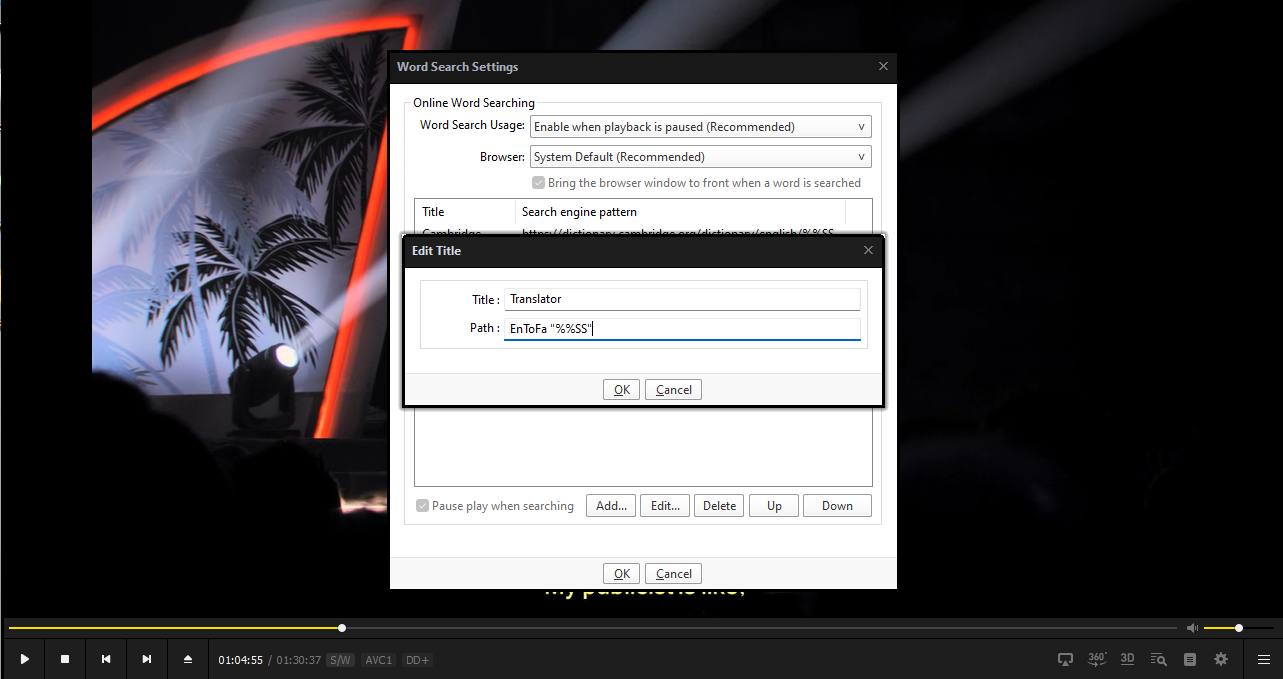 Word Search Settings
Online Word Searching
Word Search Usage: Enable when playback is paused (Recommended)
Browser: System Default (Recommended)
Bring the browser window to front when a word is searched
Title Search engine pattern
Cambridge https://dictionary.cambridge.org/dictionary/english/%%SS
Edit Title
Title : Translator
Path : EnToFa "%%SS"
OK Cancel
Pause play when searching Add... Edit... Delete Up Down
OK Cancel
My publicist is like,
01:04:55 / 01:30:37 S/W AVC1 DD+ 360° 3D